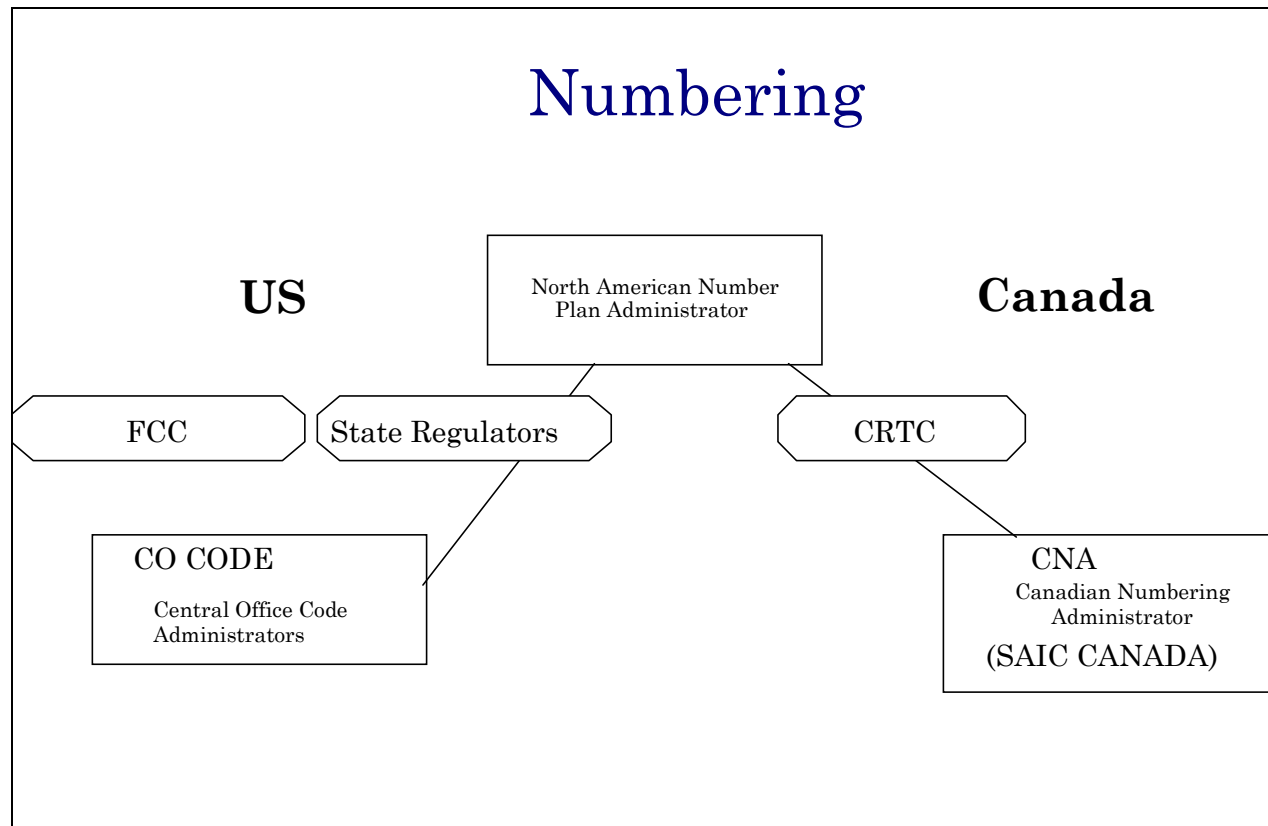 Numbering
US
North American Number
Plan Administrator
Canada
FCC
State Regulators
CRTC
CO CODE
Central Office Code
Administrators
CNA
Canadian Numbering
Administrator
(SAIC CANADA)